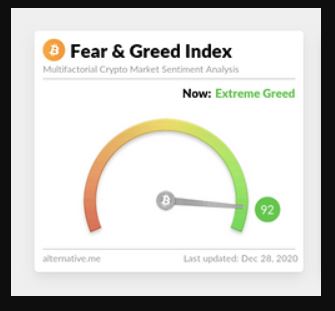 Fear & Greed Index
Multifactorial Crypto Market Sentiment Analysis
Now: Extreme Greed
92
alternative.me
Last updated: Dec 28, 2020